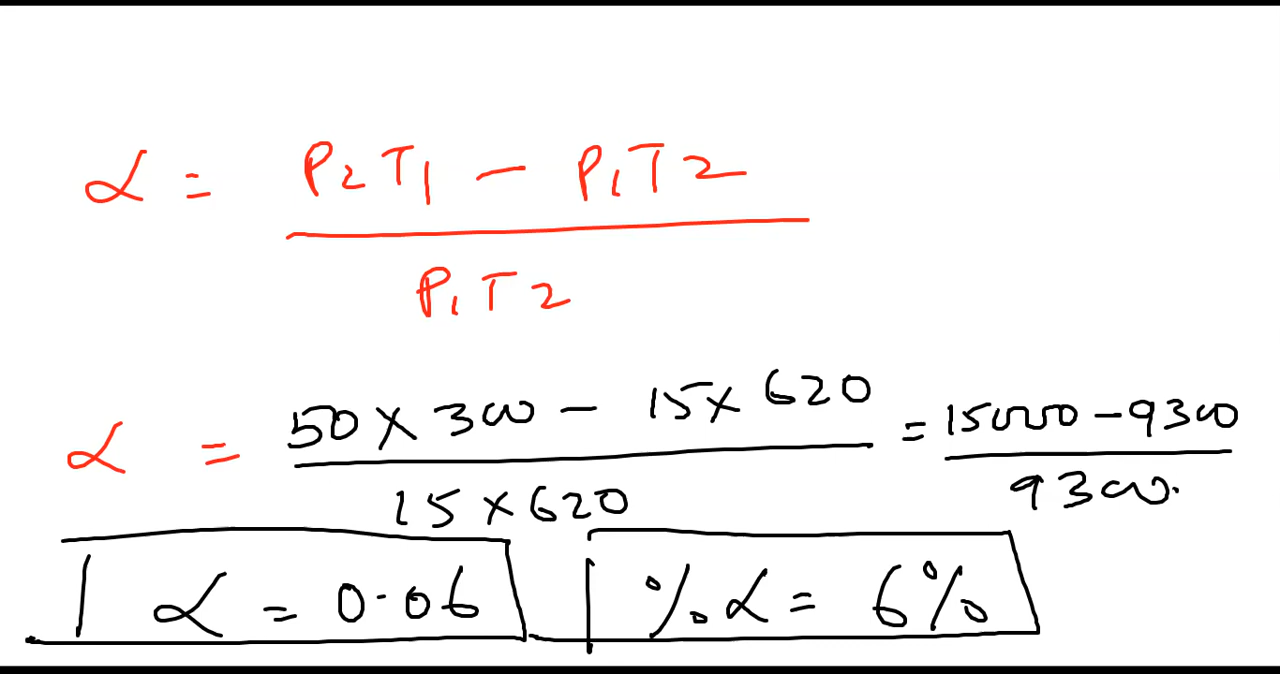 α = (P2T1 - P1T2) / (P1T2)
α = (50 × 300 - 15 × 620) / (15 × 620) = (15000 - 9300) / 9300.
α = 0.06 % α = 6%